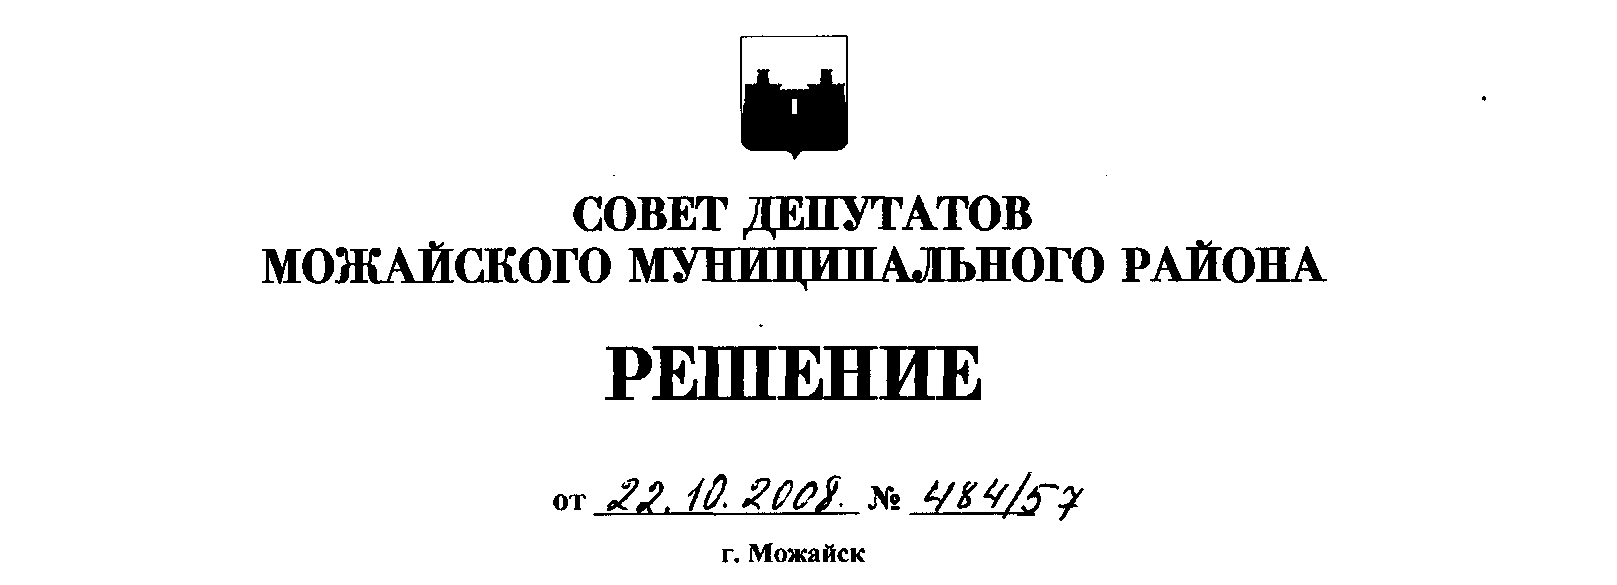 СОВЕТ ДЕПУТАТОВ
МОЖАЙСКОГО МУНИЦИПАЛЬНОГО РАЙОНА
РЕШЕНИЕ
от 22.10.2008. № 484/57
г. Можайск